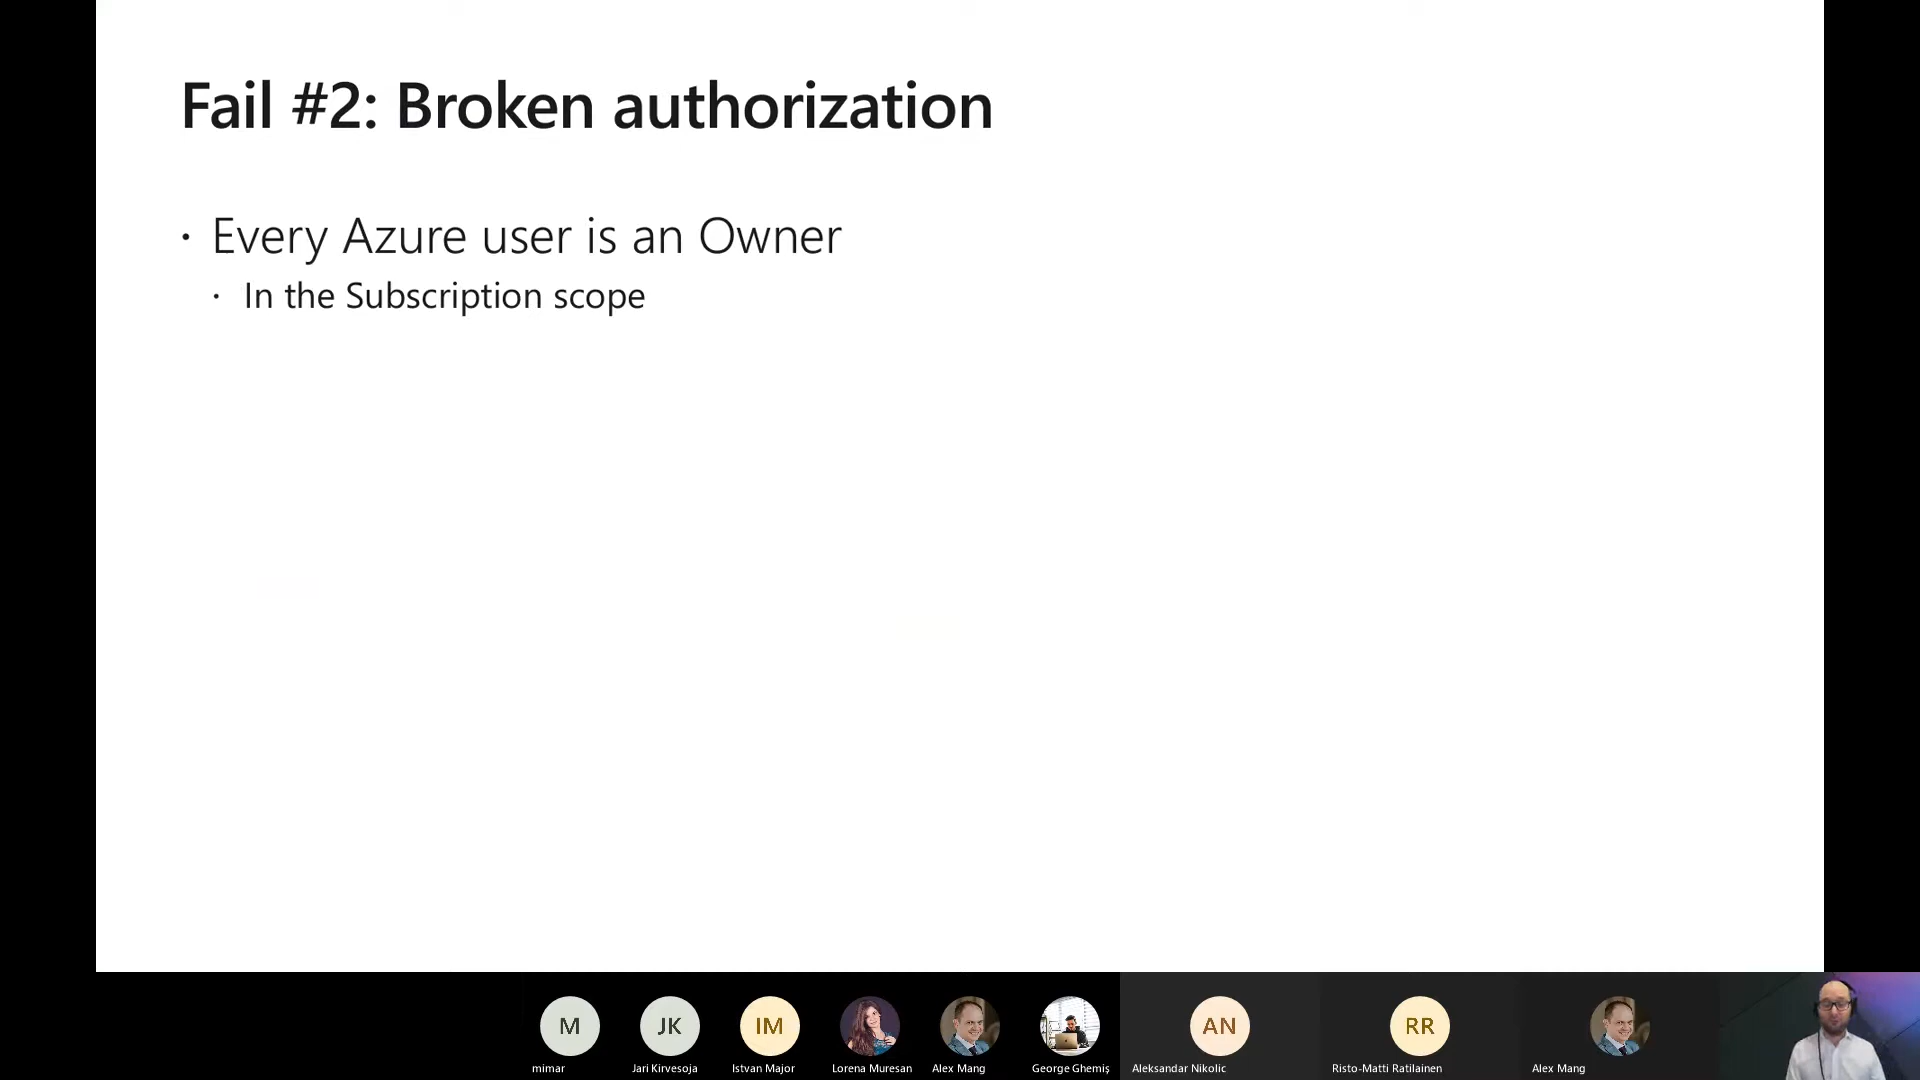 Fail #2: Broken authorization
· Every Azure user is an Owner
· In the Subscription scope
M
JK
IM
AN
RR
mimar
Jari Kirvesoja
Istvan Major
Lorena Muresan
Alex Mang
George Ghemiș
Aleksandar Nikolic
Risto-Matti Ratilainen
Alex Mang